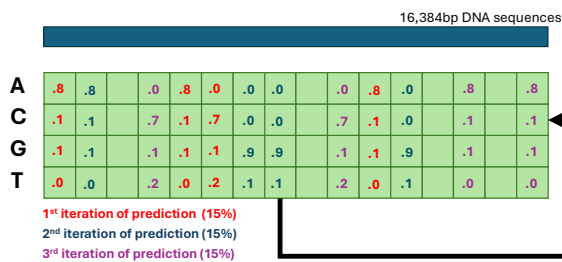 16,384bp DNA sequences
A .8 .8 .0 .8 .0 .0 .0 .0 .8 .0 .8 .8
C .1 .1 .7 .1 .7 .0 .0 .7 .1 .0 .1 .1
G .1 .1 .1 .1 .1 .9 .9 .1 .1 .9 .1 .1
T .0 .0 .2 .0 .2 .1 .1 .2 .0 .1 .0 .0
1st iteration of prediction (15%)
2nd iteration of prediction (15%)
3rd iteration of prediction (15%)